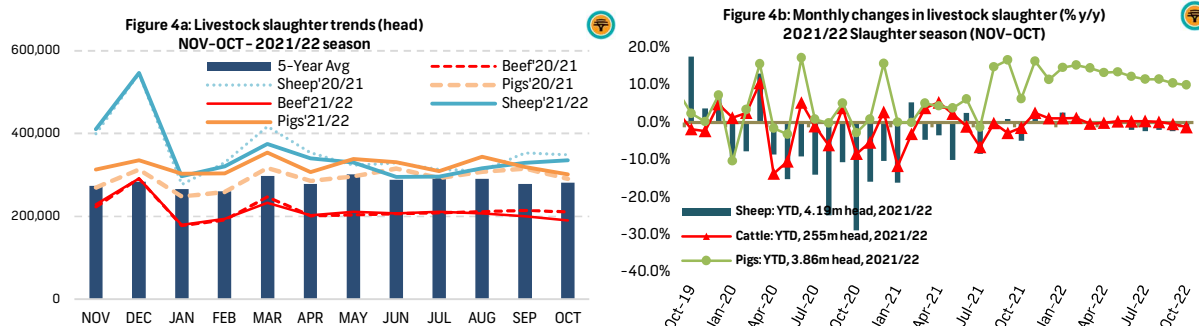 Figure 4a: Livestock slaughter trends (head)
NOV-OCT - 2021/22 season
600,000
400,000
200,000
0
5-Year Avg
Beef'20/21
Sheep'20/21
Pigs'20/21
Beef'21/22
Sheep'21/22
Pigs'21/22
NOV DEC JAN FEB MAR APR MAY JUN JUL AUG SEP OCT
Figure 4b: Monthly changes in livestock slaughter (% y/y)
2021/22 Slaughter season (NOV-OCT)
20.0%
10.0%
0.0%
-10.0%
-20.0%
-30.0%
-40.0%
Sheep: YTD, 4.19m head, 2021/22
Cattle: YTD, 255m head, 2021/22
Pigs: YTD, 3.86m head, 2021/22
Oct-19 Jan-20 Apr-20 Jul-20 Oct-20 Jan-21 Apr-21 Jul-21 Oct-21 Jan-22 Apr-22 Jul-22 Oct-22